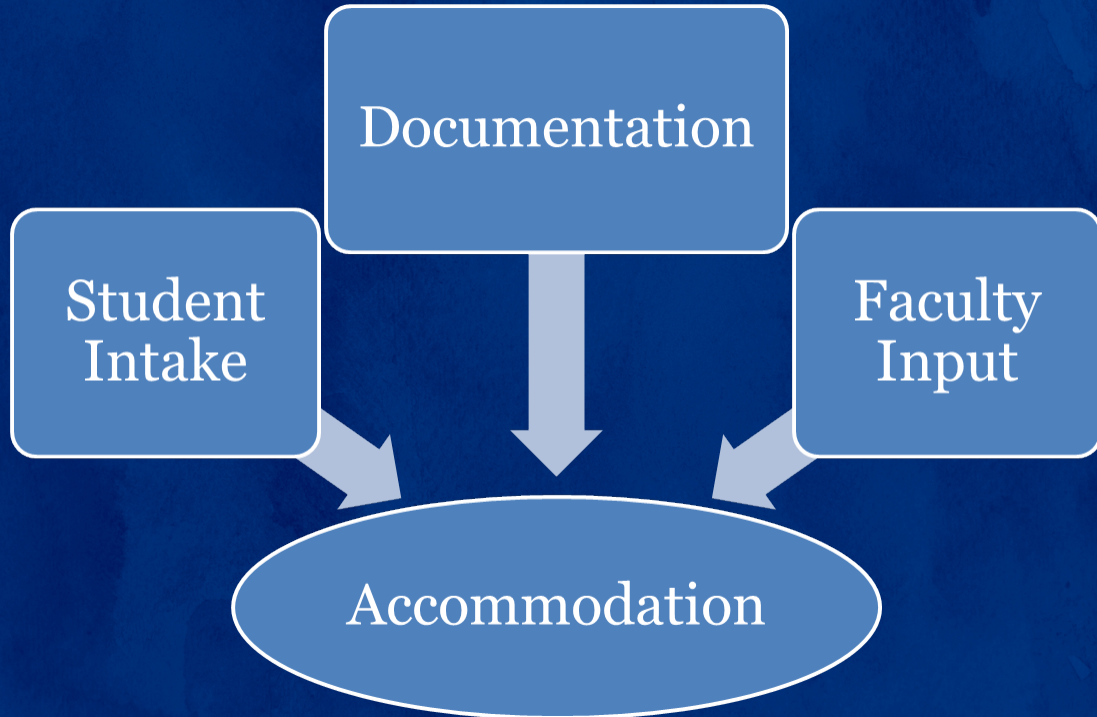 Documentation
Student
Intake
Faculty
Input
Accommodation